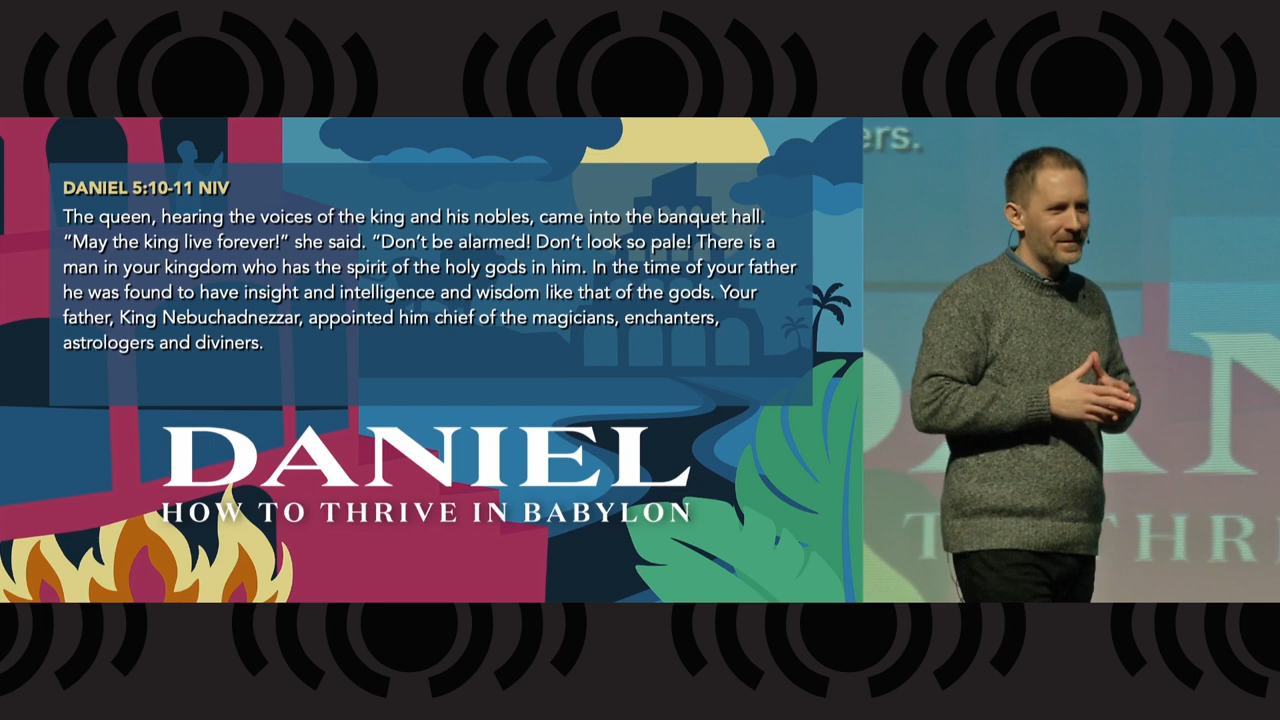 DANIEL 5:10-11 NIV
The queen, hearing the voices of the king and his nobles, came into the banquet hall.
“May the king live forever!” she said. “Don’t be alarmed! Don’t look so pale! There is a
man in your kingdom who has the spirit of the holy gods in him. In the time of your father
he was found to have insight and intelligence and wisdom like that of the gods. Your
father, King Nebuchadnezzar, appointed him chief of the magicians, enchanters,
astrologers and diviners.
DANIEL
HOW TO THRIVE IN BABYLON
ers.
DAN
TO THRI